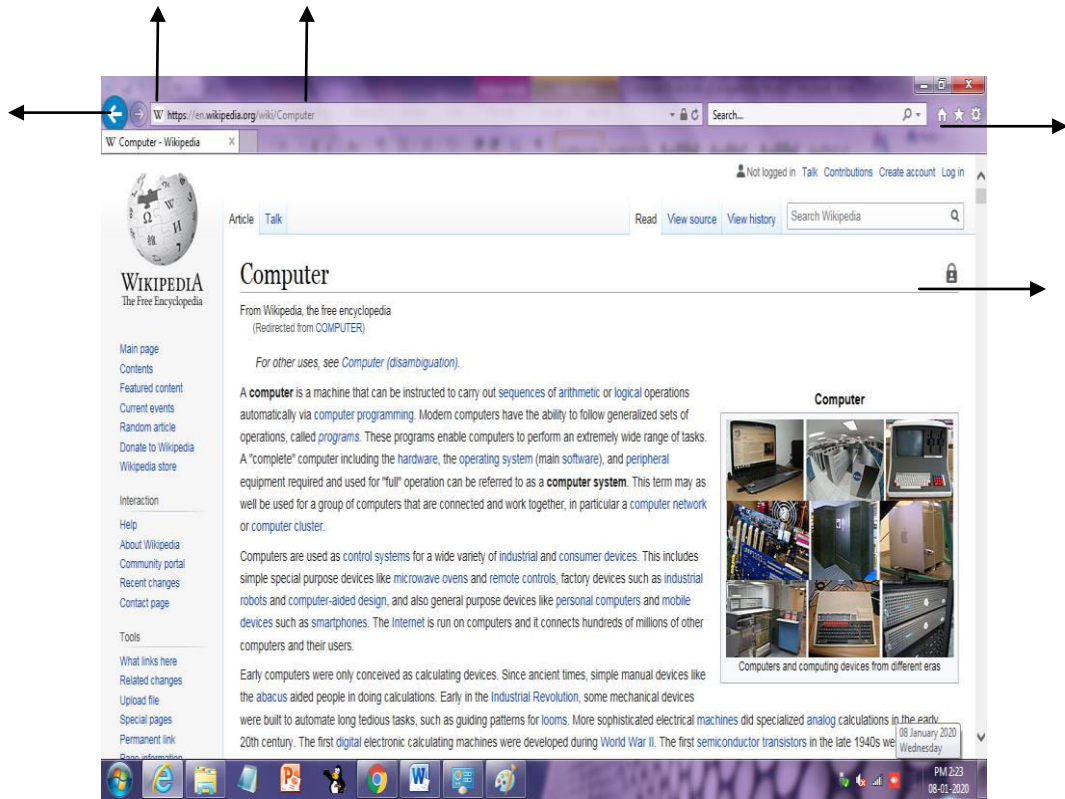 https://en.wikipedia.org/wiki/Computer
Search...
W Computer - Wikipedia X
Not logged in Talk Contributions Create account Log in
Article Talk Read View source View history Search Wikipedia
WIKIPEDIA
The Free Encyclopedia
Main page
Contents
Featured content
Current events
Random article
Donate to Wikipedia
Wikipedia store
Interaction
Help
About Wikipedia
Community portal
Recent changes
Contact page
Tools
What links here
Related changes
Upload file
Special pages
Permanent link
Page information
Computer
From Wikipedia, the free encyclopedia
(Redirected from COMPUTER)
For other uses, see Computer (disambiguation).
A computer is a machine that can be instructed to carry out sequences of arithmetic or logical operations
automatically via computer programming. Modern computers have the ability to follow generalized sets of
operations, called programs. These programs enable computers to perform an extremely wide range of tasks.
A "complete" computer including the hardware, the operating system (main software), and peripheral
equipment required and used for "full" operation can be referred to as a computer system. This term may as
well be used for a group of computers that are connected and work together, in particular a computer network
or computer cluster.
Computers are used as control systems for a wide variety of industrial and consumer devices. This includes
simple special purpose devices like microwave ovens and remote controls, factory devices such as industrial
robots and computer-aided design, and also general purpose devices like personal computers and mobile
devices such as smartphones. The Internet is run on computers and it connects hundreds of millions of other
computers and their users.
Early computers were only conceived as calculating devices. Since ancient times, simple manual devices like
the abacus aided people in doing calculations. Early in the Industrial Revolution, some mechanical devices
were built to automate long tedious tasks, such as guiding patterns for looms. More sophisticated electrical machines did specialized analog calculations in the early
20th century. The first digital electronic calculating machines were developed during World War II. The first semiconductor transistors in the late 1940s we
Computer
Computers and computing devices from different eras
08 January 2020
Wednesday
PM 2:23
08-01-2020